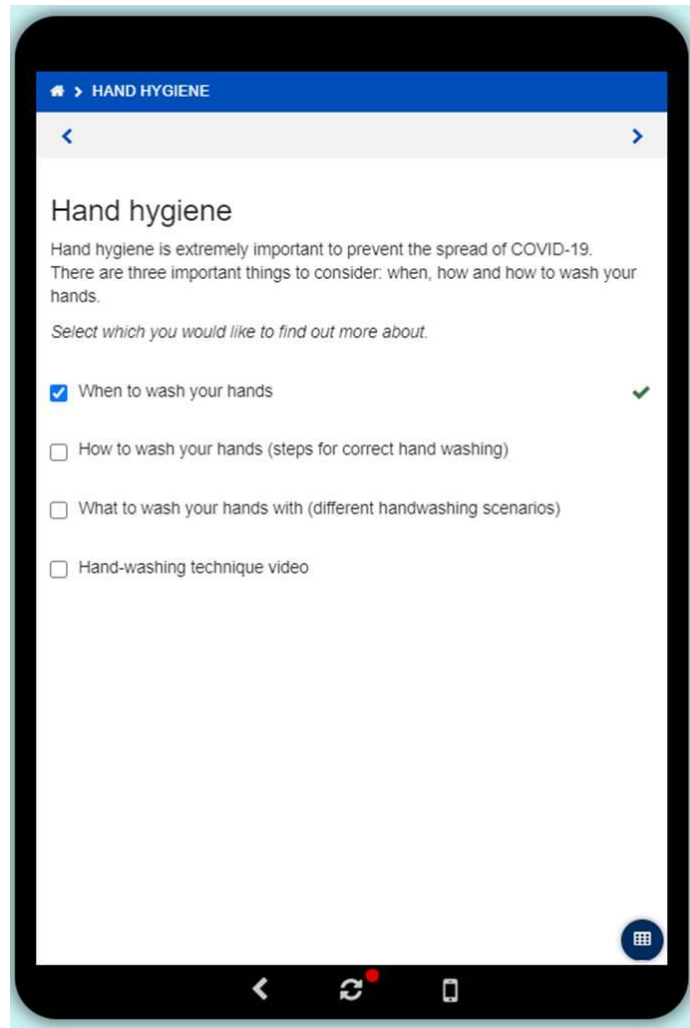 HAND HYGIENE
Hand hygiene
Hand hygiene is extremely important to prevent the spread of COVID-19.
There are three important things to consider: when, how and how to wash your
hands.
Select which you would like to find out more about.
When to wash your hands
How to wash your hands (steps for correct hand washing)
What to wash your hands with (different handwashing scenarios)
Hand-washing technique video